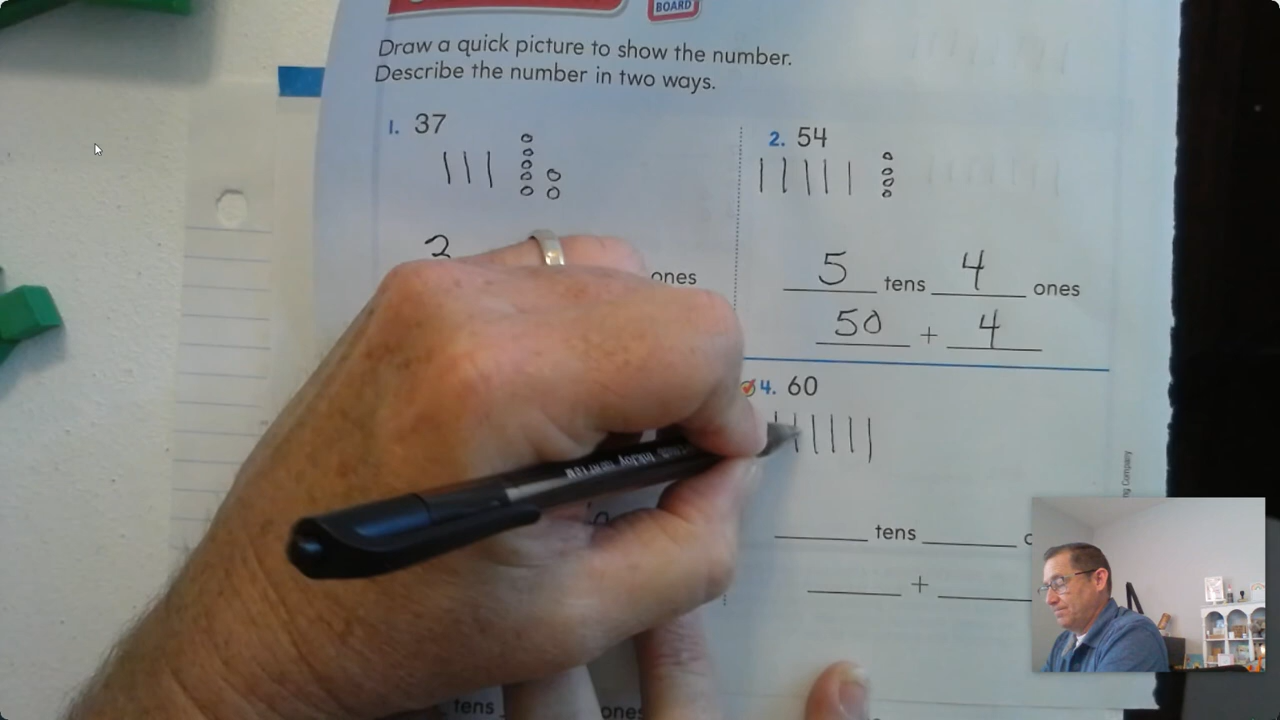 BOARD
Draw a quick picture to show the number.
Describe the number in two ways.
1. 37
2. 54
ones
5 tens 4 ones
50 + 4
4. 60
tens
+
tens
ones